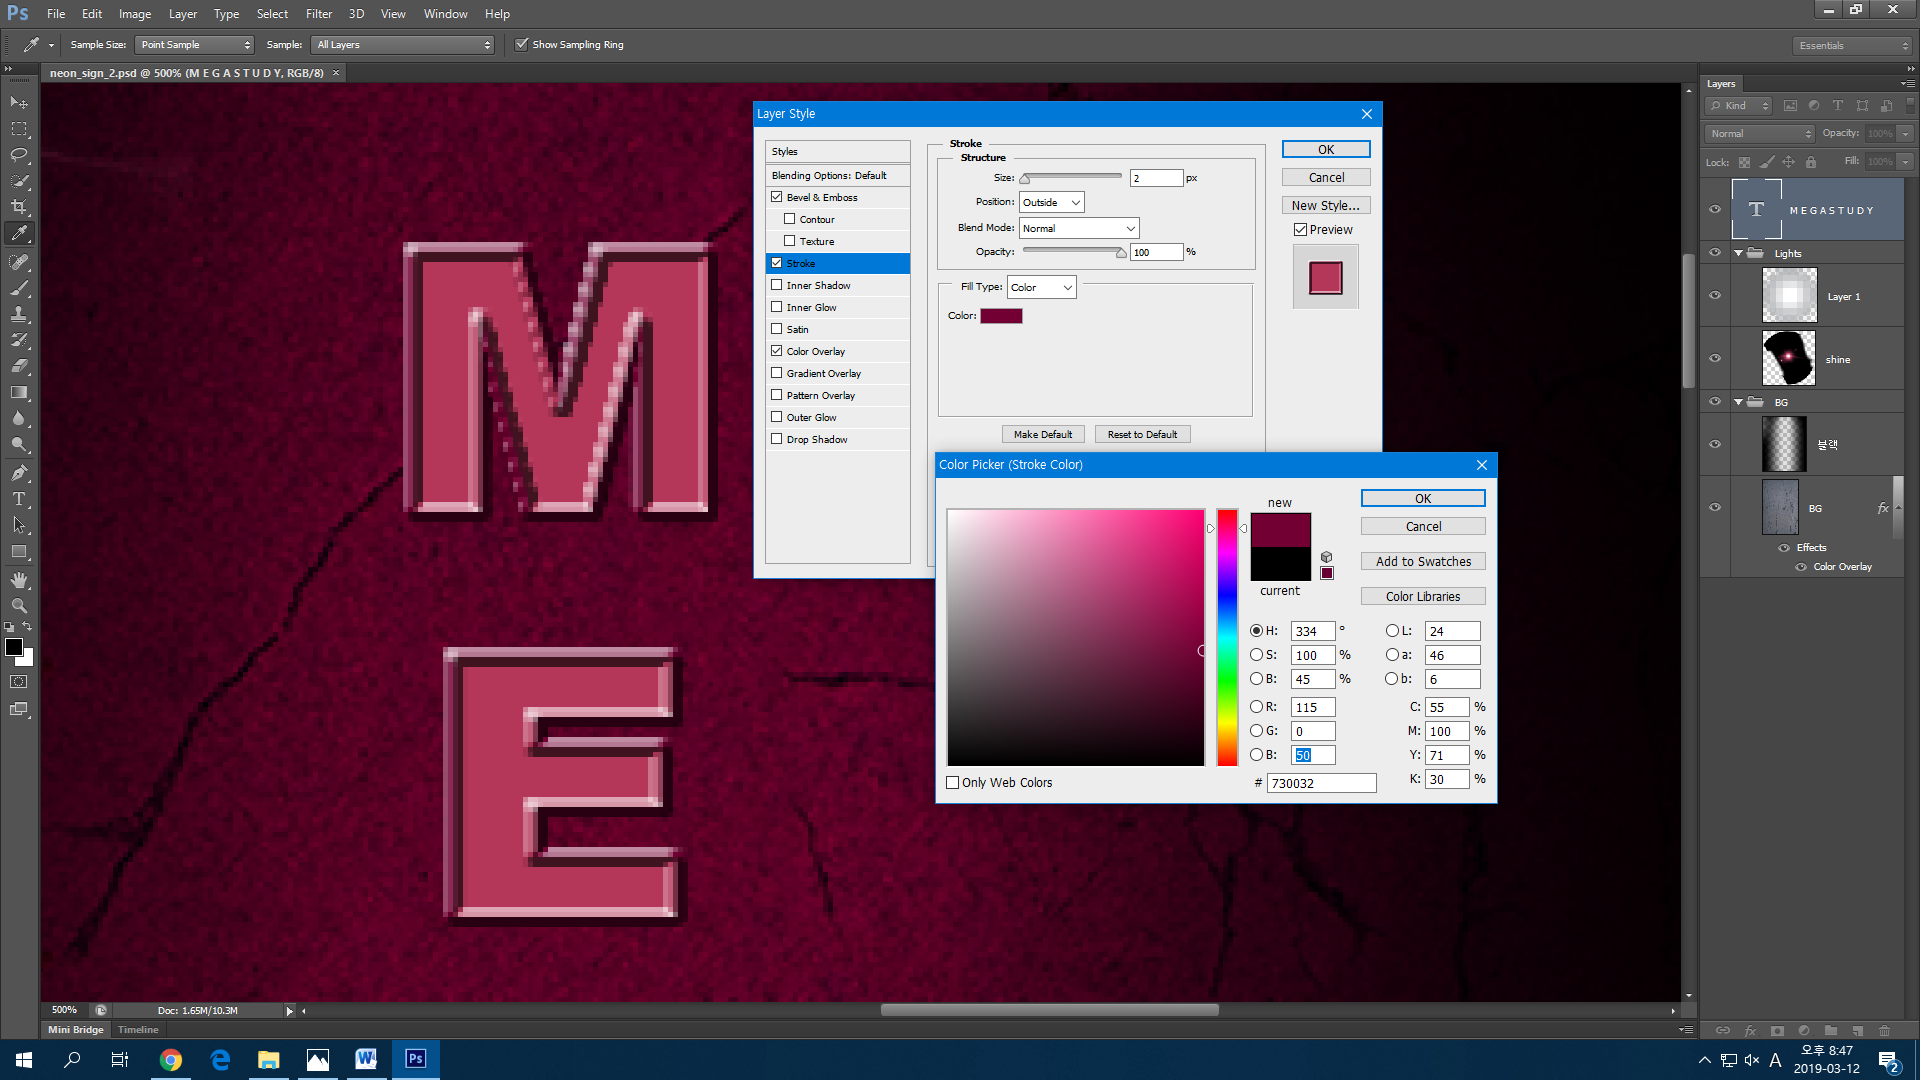 Ps File Edit Image Layer Type Select Filter 3D View Window Help
Sample Size: Point Sample Sample: All Layers Show Sampling Ring Essentials
neon_sign_2.psd @ 500% (M E G A S T U D Y, RGB/8) ×
Layer Style
Styles
Blending Options: Default
Bevel & Emboss
Contour
Texture
Stroke
Inner Shadow
Inner Glow
Satin
Color Overlay
Gradient Overlay
Pattern Overlay
Outer Glow
Drop Shadow
Stroke
Structure
Size: 2 px
Position: Outside
Blend Mode: Normal
Opacity: 100 %
Fill Type: Color
Color:
Make Default Reset to Default
OK
Cancel
New Style...
Preview
Color Picker (Stroke Color)
new
current
OK
Cancel
Add to Swatches
Color Libraries
H: 334 ° L: 24
S: 100 % a: 46
B: 45 % b: 6
R: 115 C: 55 %
G: 0 M: 100 %
B: 50 Y: 71 %
# 730032 K: 30 %
Only Web Colors
M
E
Layers
Kind
Normal Opacity: 100%
Lock: Fill: 100%
T M E G A S T U D Y
Lights
Layer 1
shine
BG
블랙
BG fx
Effects
Color Overlay
500% Doc: 1.65M/10.3M
Mini Bridge Timeline
A 오후 8:47
2019-03-12 2